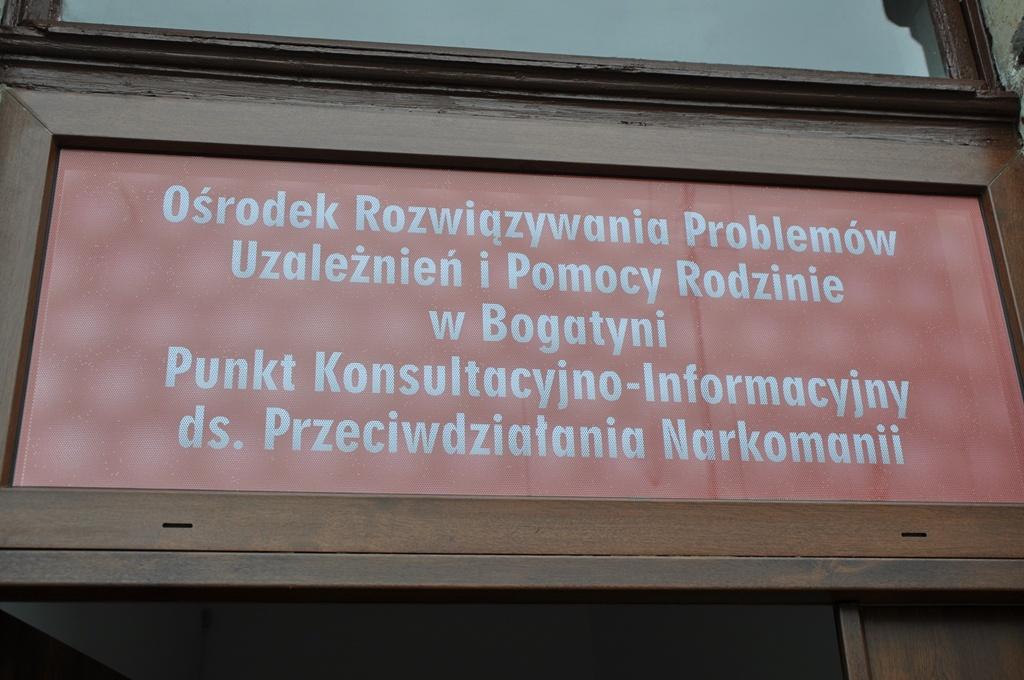 Ośrodek Rozwiązywania Problemów
Uzależnień i Pomocy Rodzinie
w Bogatyni
Punkt Konsultacyjno-Informacyjny
ds. Przeciwdziałania Narkomanii